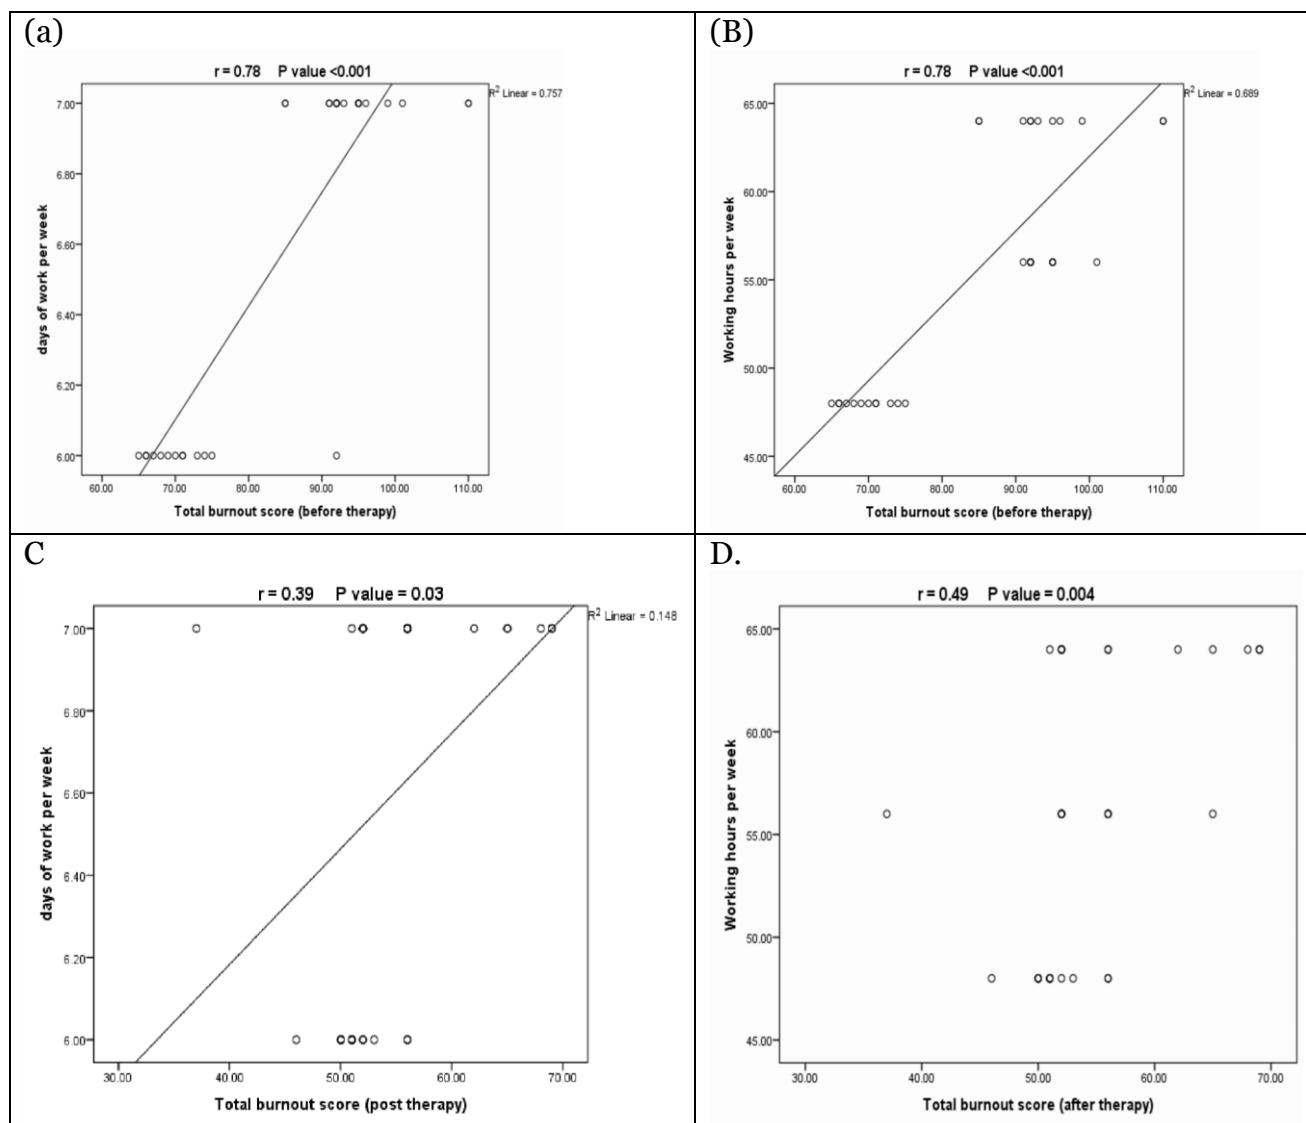 (a)
r = 0.78 P value <0.001
R2 Linear = 0.757
7.00
6.80
6.60
6.40
6.20
6.00
days of work per week
60.00 70.00 80.00 90.00 100.00 110.00
Total burnout score (before therapy)
(B)
r = 0.78 P value <0.001
R2 Linear = 0.689
65.00
60.00
55.00
50.00
45.00
Working hours per week
60.00 70.00 80.00 90.00 100.00 110.00
Total burnout score (before therapy)
C
r = 0.39 P value = 0.03
R2 Linear = 0.148
7.00
6.80
6.60
6.40
6.20
6.00
days of work per week
30.00 40.00 50.00 60.00 70.00
Total burnout score (post therapy)
D.
r = 0.49 P value = 0.004
65.00
60.00
55.00
50.00
45.00
Working hours per week
30.00 40.00 50.00 60.00 70.00
Total burnout score (after therapy)